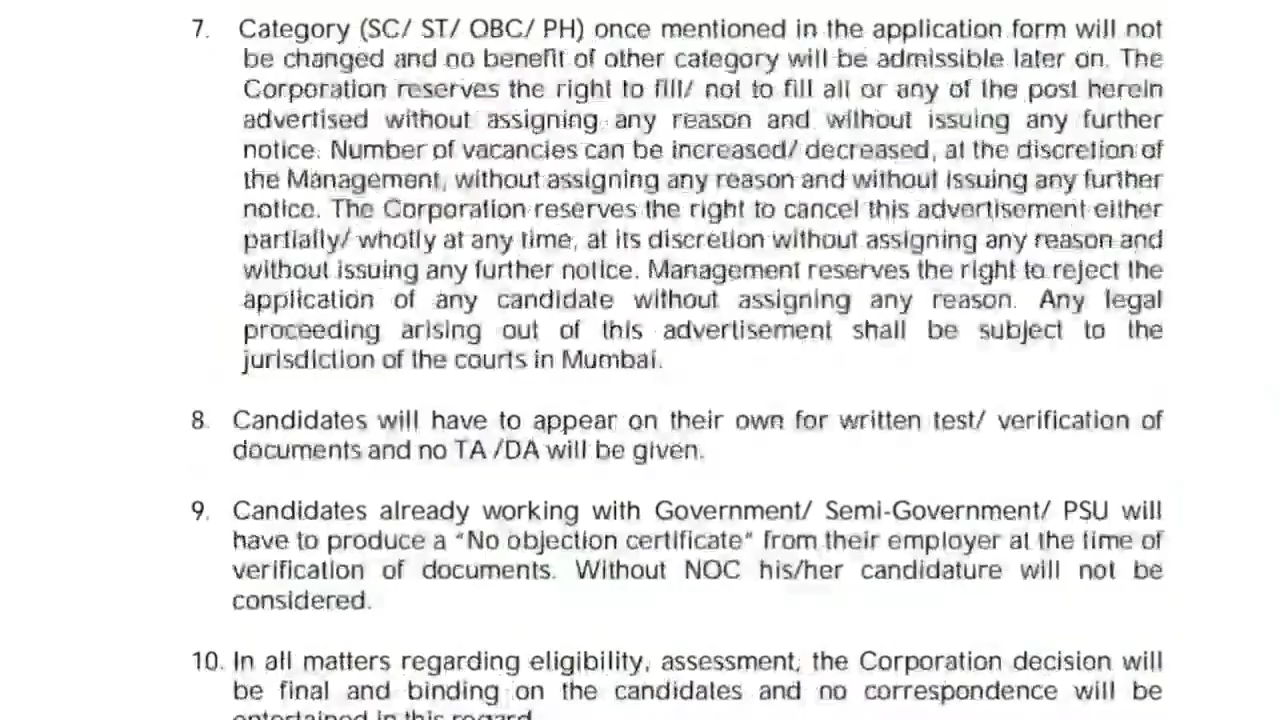 7. Category (SC/ ST/ OBC/ PH) once mentioned in the application form will not
be changed and no benefit of other category will be admissible later on. The
Corporation reserves the right to fill/ not to fill all or any of the post herein
advertised without assigning any reason and without issuing any further
notice. Number of vacancies can be increased/ decreased, at the discretion of
the Management, without assigning any reason and without issuing any further
notice. The Corporation reserves the right to cancel this advertisement either
partially/ wholly at any time, at its discretion without assigning any reason and
without issuing any further notice. Management reserves the right to reject the
application of any candidate without assigning any reason. Any legal
proceeding arising out of this advertisement shall be subject to the
jurisdiction of the courts in Mumbai.
8. Candidates will have to appear on their own for written test/ verification of
documents and no TA /DA will be given.
9. Candidates already working with Government/ Semi-Government/ PSU will
have to produce a "No objection certificate" from their employer at the time of
verification of documents. Without NOC his/her candidature will not be
considered.
10. In all matters regarding eligibility, assessment, the Corporation decision will
be final and binding on the candidates and no correspondence will be
entertained in this regard.